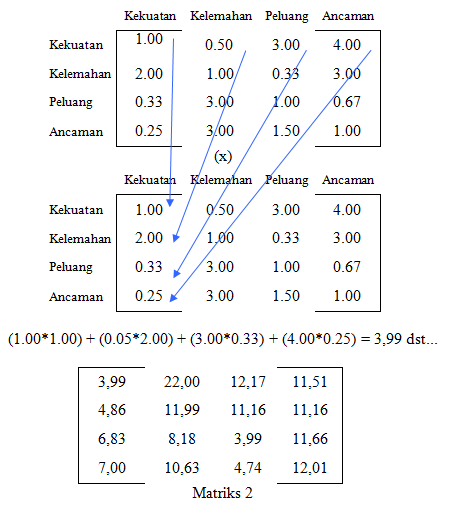 Kekuatan Kelemahan Peluang Ancaman
Kekuatan 1.00 0.50 3.00 4.00
Kelemahan 2.00 1.00 0.33 3.00
Peluang 0.33 3.00 1.00 0.67
Ancaman 0.25 3.00 1.50 1.00
(x)
Kekuatan Kelemahan Peluang Ancaman
Kekuatan 1.00 0.50 3.00 4.00
Kelemahan 2.00 1.00 0.33 3.00
Peluang 0.33 3.00 1.00 0.67
Ancaman 0.25 3.00 1.50 1.00
(1.00*1.00) + (0.05*2.00) + (3.00*0.33) + (4.00*0.25) = 3,99 dst...
3,99 22,00 12,17 11,51
4,86 11,99 11,16 11,16
6,83 8,18 3,99 11,66
7,00 10,63 4,74 12,01
Matriks 2